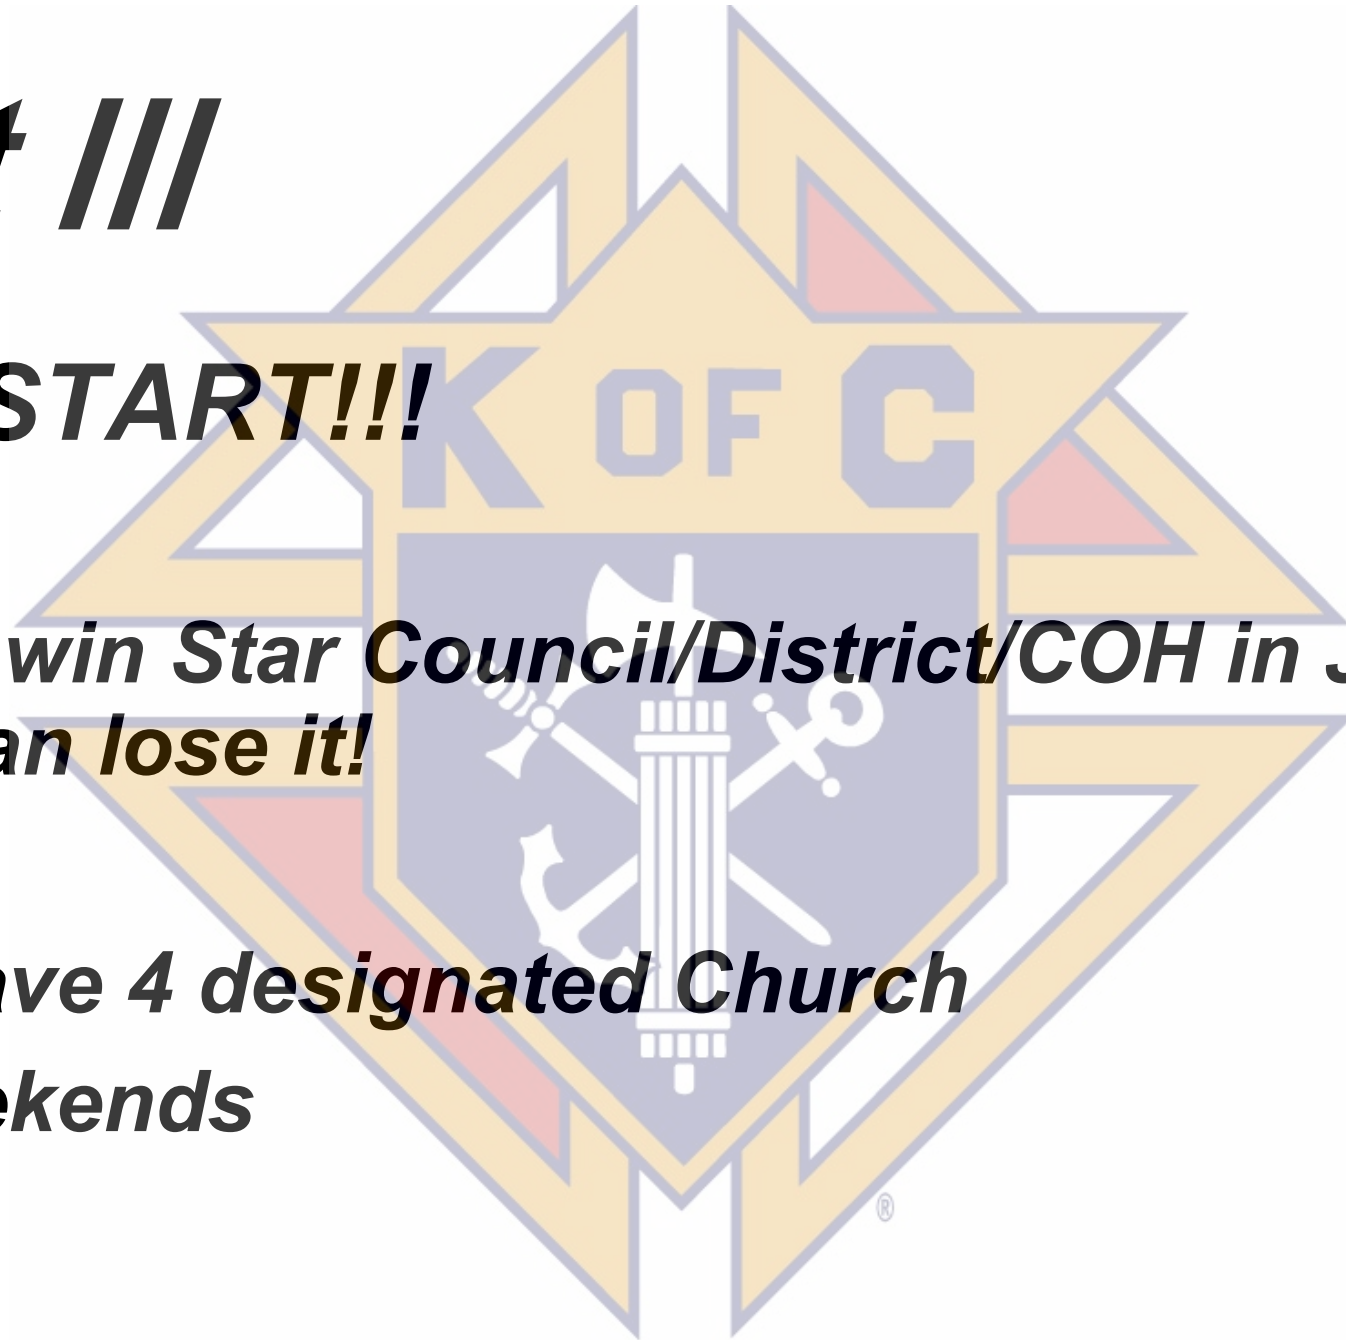 t III
START!!!
K OF C
win Star Council/District/COH in
an lose it!
ave 4 designated Church
ekends
®